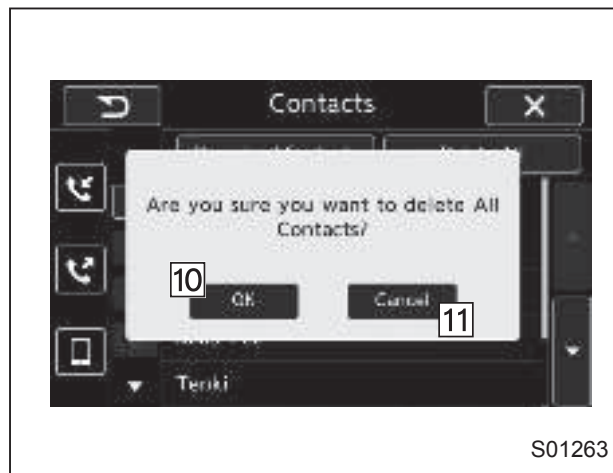 Contacts
Are you sure you want to delete All
Contacts?
10
OK
Cancel
11
Tenki
S01263